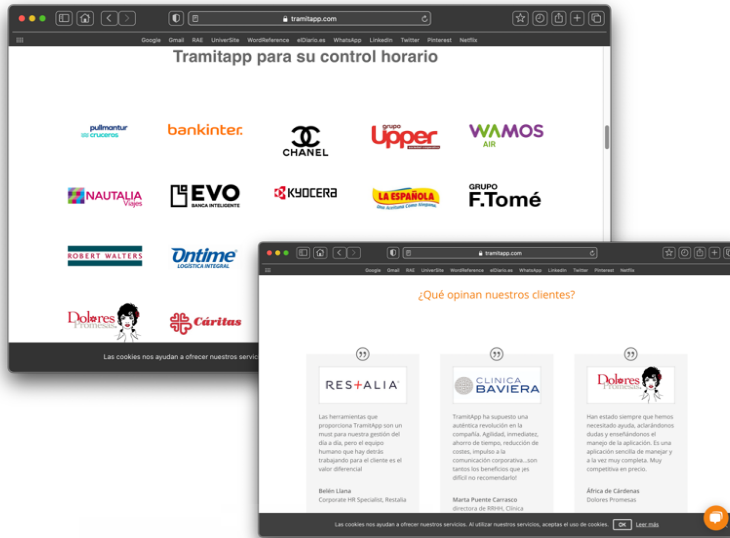 tramitapp.com
Google Gmail RAE UniverSite WordReference elDiario.es WhatsApp Linkedin Twitter Pinterest Netflix
Tramitapp para su control horario
pullmantur
cruceros
bankinter.
CHANEL
grupo
Upper
WAMOS
AIR
NAUTALIA
Viajes
EVO
BANCA INTELIGENTE
KYOCERA
LA ESPAÑOLA
GRUPO
F.Tomé
ROBERT WALTERS
Ontime
LOGÍSTICA INTEGRAL
Dolores
Promesas
Cáritas
Las cookies nos ayudan a ofrecer nuestros servic
tramitapp.com
Google Gmail RAE UniverSite WordReference elDiario.es WhatsApp Linkedin Twitter Pinterest Netflix
¿Qué opinan nuestros clientes?
RESTALIA
Las herramientas que
proporciona TramitApp son un
must para nuestra gestión del
día a día, pero el equipo
humano que hay detrás
trabajando para el cliente es el
valor diferencial
Belén Llana
Corporate HR Specialist, Restalia
CLINICA
BAVIERA
TramitApp ha supuesto una
auténtica revolución en la
compañía. Agilidad, inmediatez,
ahorro de tiempo, reducción de
costes, impulso a la
comunicación corporativa...son
tantos los beneficios que ¡es
difícil no recomendarlo!
Marta Puente Carrasco
directora de RRHH, Clínica
Dolores
Promesas
Han estado siempre que hemos
necesitado ayuda, aclarándonos
dudas y enseñándonos el
manejo de la aplicación. Es una
aplicación sencilla de manejar y
a la vez muy completa. Muy
competitiva en precio.
África de Cárdenas
Dolores Promesas
Las cookies nos ayudan a ofrecer nuestros servicios. Al utilizar nuestros servicios, aceptas el uso de cookies. OK Leer más